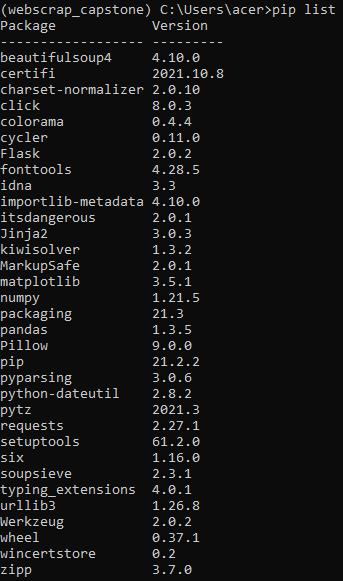 (webscrap_capstone) C:\Users\acer>pip list
Package            Version
------------------ ---------
beautifulsoup4     4.10.0
certifi            2021.10.8
charset-normalizer 2.0.10
click              8.0.3
colorama           0.4.4
cycler             0.11.0
Flask              2.0.2
fonttools          4.28.5
idna               3.3
importlib-metadata 4.10.0
itsdangerous       2.0.1
Jinja2             3.0.3
kiwisolver         1.3.2
MarkupSafe         2.0.1
matplotlib         3.5.1
numpy              1.21.5
packaging          21.3
pandas             1.3.5
Pillow             9.0.0
pip                21.2.2
pyparsing          3.0.6
python-dateutil    2.8.2
pytz               2021.3
requests           2.27.1
setuptools         61.2.0
six                1.16.0
soupsieve          2.3.1
typing_extensions  4.0.1
urllib3            1.26.8
Werkzeug           2.0.2
wheel              0.37.1
wincertstore       0.2
zipp               3.7.0